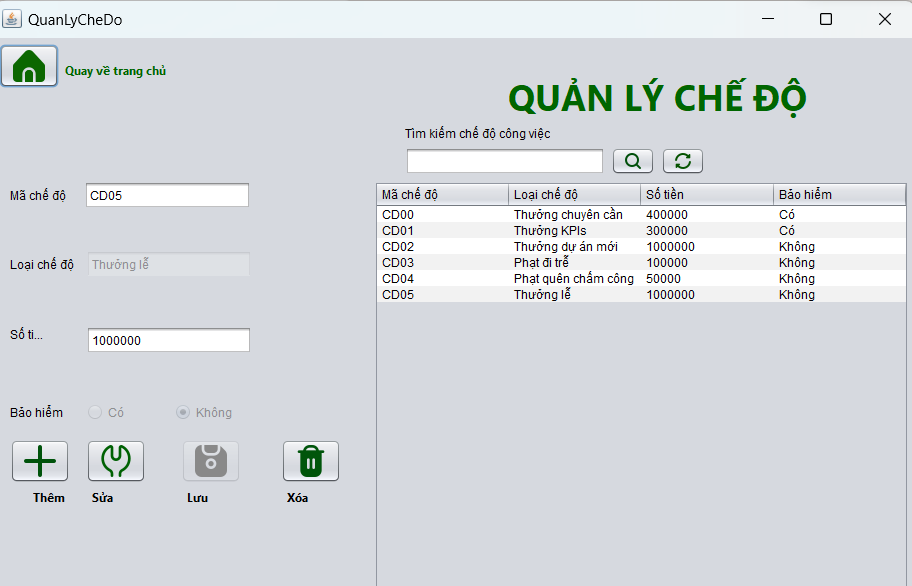 QuanLyCheDo
Quay về trang chủ
QUẢN LÝ CHẾ ĐỘ
Tìm kiếm chế độ công việc
Mã chế độ CD05
Loại chế độ Thưởng lễ
Số ti... 1000000
Bảo hiểm Có Không
Thêm Sửa Lưu Xóa
Mã chế độ Loại chế độ Số tiền Bảo hiểm
CD00 Thưởng chuyên cần 400000 Có
CD01 Thưởng KPIs 300000 Có
CD02 Thưởng dự án mới 1000000 Không
CD03 Phạt đi trễ 100000 Không
CD04 Phạt quên chấm công 50000 Không
CD05 Thưởng lễ 1000000 Không